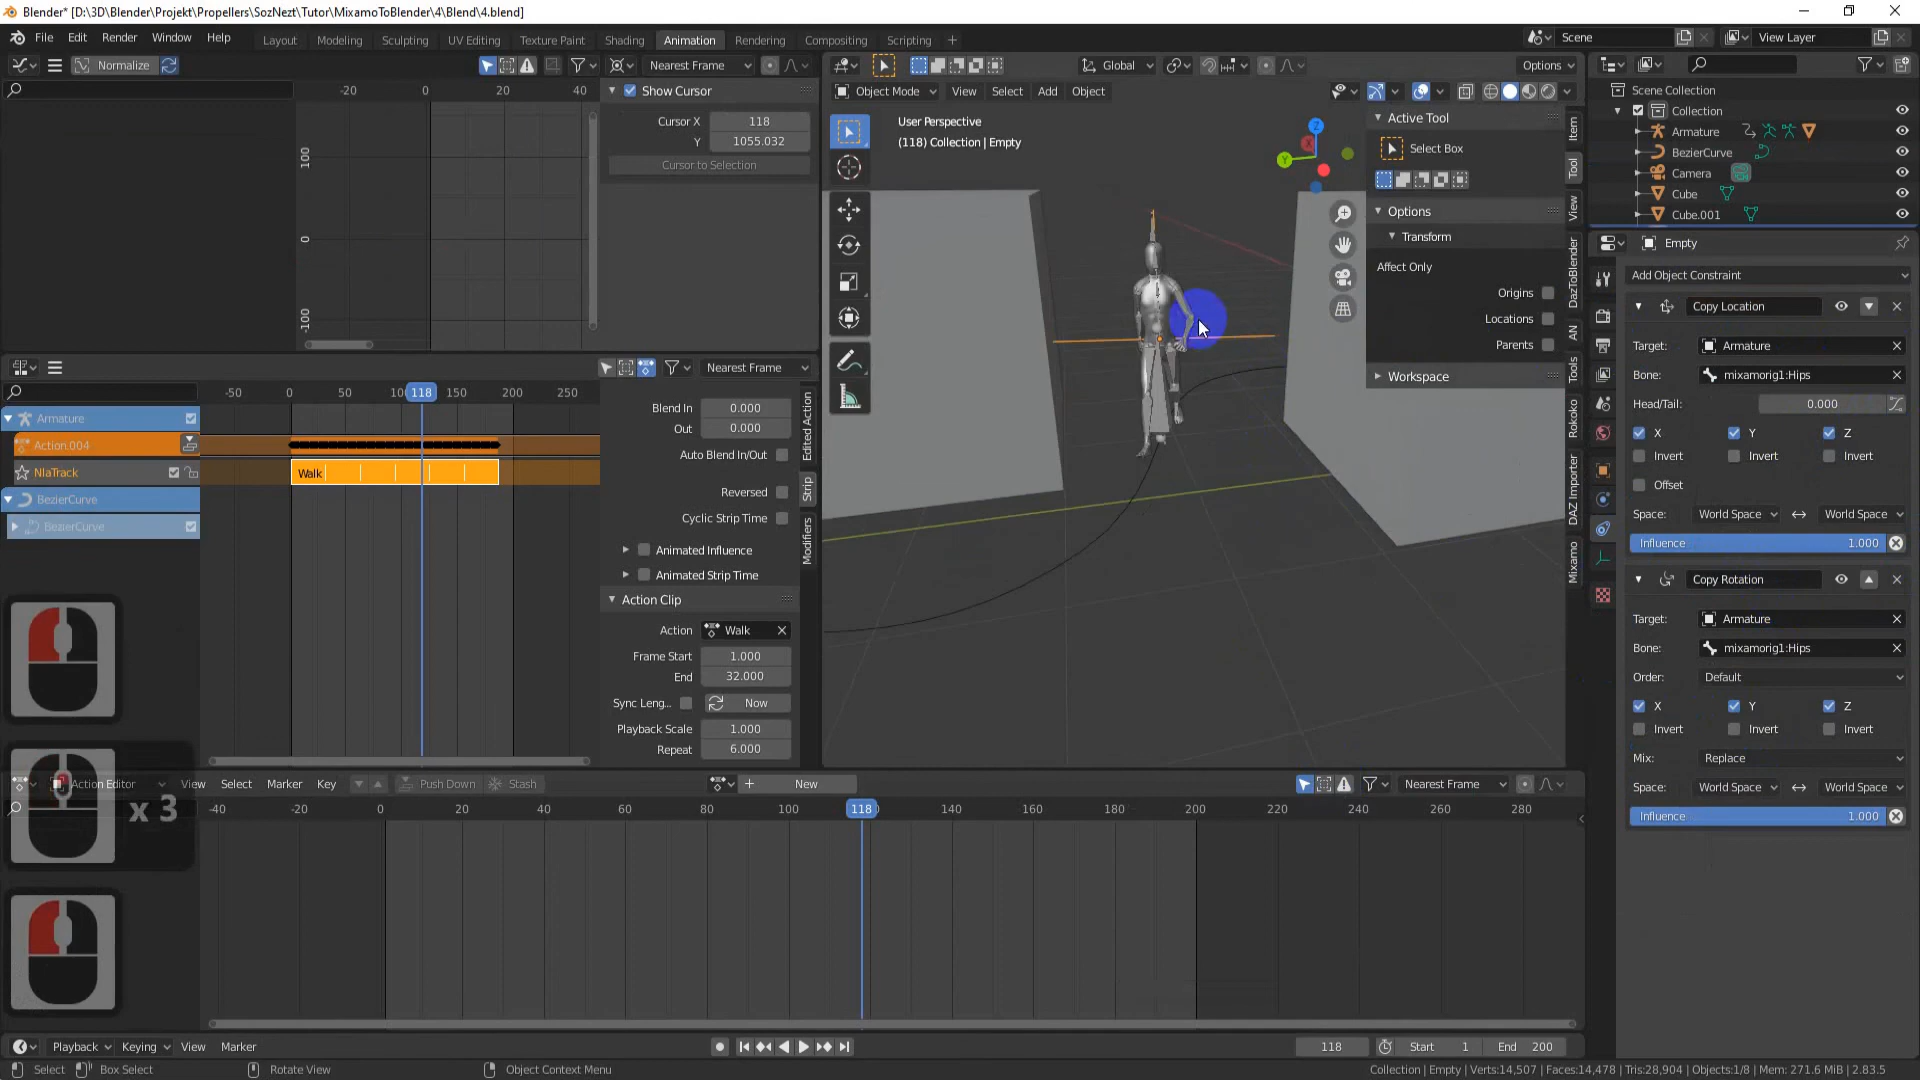 Blender* [D:\3D\Blender\Projekt\Propellers\SozNezt\Tutor\MixamoToBlender\4\Blend\4.blend]
File Edit Render Window Help Layout Modeling Sculpting UV Editing Texture Paint Shading Animation Rendering Compositing Scripting + Scene View Layer
Normalize Nearest Frame Global Options
-20 0 20 40
Show Cursor
Cursor X 118
Y 1055.032
Cursor to Selection
100
0
-100
Object Mode View Select Add Object
User Perspective
(118) Collection | Empty
Z
X
Y
Active Tool
Select Box
Options
Transform
Affect Only
Origins
Locations
Parents
Workspace
Item
Tool
View
DazToBlender
AN
Tools
Rokoko
DAZ Importer
Mixamo
Scene Collection
Collection
Armature
BezierCurve
Camera
Cube
Cube.001
Empty
Add Object Constraint
Copy Location
Target: Armature
Bone: mixamorig1:Hips
Head/Tail: 0.000
X Y Z
Invert Invert Invert
Offset
Space: World Space World Space
Influence 1.000
Copy Rotation
Target: Armature
Bone: mixamorig1:Hips
Order: Default
X Y Z
Invert Invert Invert
Mix: Replace
Space: World Space World Space
Influence 1.000
Nearest Frame
-50 0 50 10 118 150 200 250
Armature
Action.004
NlaTrack
Walk
BezierCurve
BezierCurve
Blend In 0.000
Out 0.000
Auto Blend In/Out
Reversed
Cyclic Strip Time
Animated Influence
Animated Strip Time
Action Clip
Action Walk
Frame Start 1.000
End 32.000
Sync Leng... Now
Playback Scale 1.000
Repeat 6.000
Edited Action
Strip
Modifiers
x 3
Action Editor View Select Marker Key Push Down Stash + New Nearest Frame
-40 -20 0 20 40 60 80 100 118 140 160 180 200 220 240 260 280
Playback Keying View Marker 118 Start 1 End 200
Select Box Select Rotate View Object Context Menu Collection | Empty | Verts:14,507 | Faces:14,478 | Tris:28,904 | Objects:1/8 | Mem: 271.6 MiB | 2.83.5